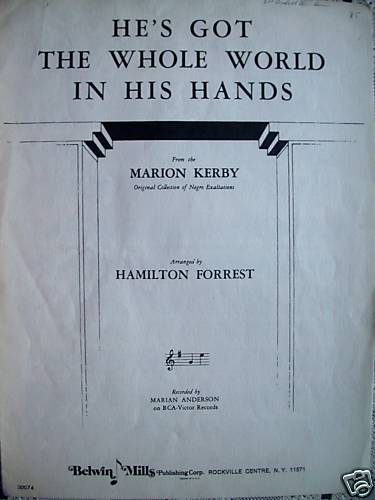 HE'S GOT
THE WHOLE WORLD
IN HIS HANDS
From the
MARION KERBY
Original Collection of Negro Exaltations
Arranged by
HAMILTON FORREST
Recorded by
MARIAN ANDERSON
on RCA-Victor Records
Belwin Mills Publishing Corp. ROCKVILLE CENTRE, N. Y. 11571
30074